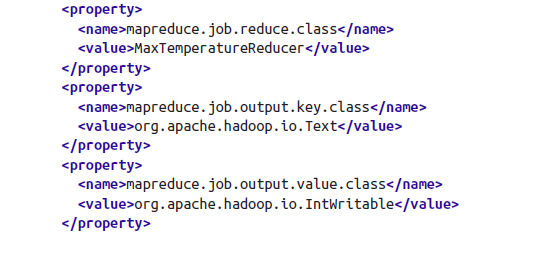 <property>
<name>mapreduce.job.reduce.class</name>
<value>MaxTemperatureReducer</value>
</property>
<property>
<name>mapreduce.job.output.key.class</name>
<value>org.apache.hadoop.io.Text</value>
</property>
<property>
<name>mapreduce.job.output.value.class</name>
<value>org.apache.hadoop.io.IntWritable</value>
</property>